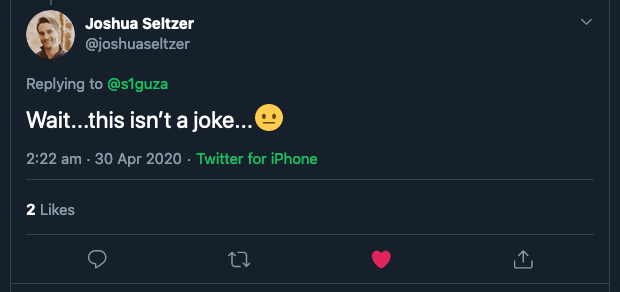 Joshua Seltzer
@joshuaseltzer
Replying to @s1guza
Wait...this isn't a joke...😐
2:22 am · 30 Apr 2020 · Twitter for iPhone
2 Likes